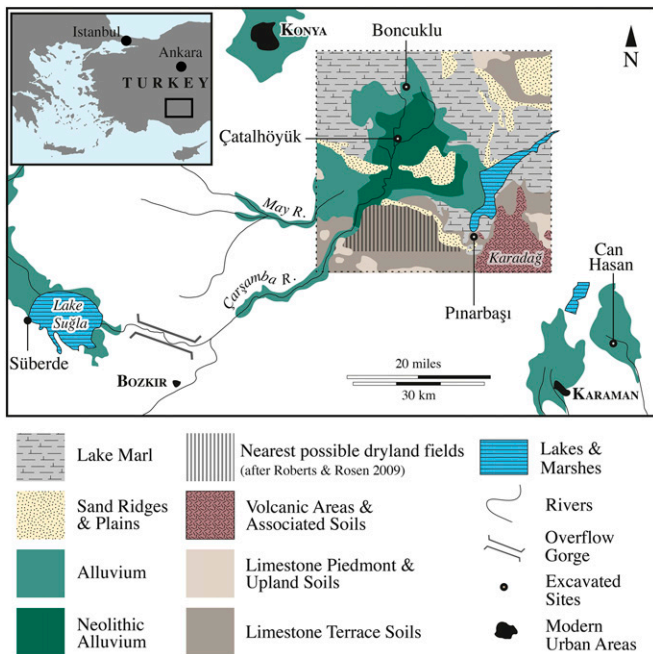 Istanbul
Ankara
TURKEY
KONYA
Boncuklu
N
Çatalhöyük
May R.
Çarşamba R.
Karadağ
Can
Hasan
Pınarbaşı
Lake
Suğla
Süberde
BOZKIR
20 miles
30 km
KARAMAN
Lake Marl
Nearest possible dryland fields
(after Roberts & Rosen 2009)
Lakes &
Marshes
Sand Ridges
& Plains
Volcanic Areas &
Associated Soils
Rivers
Overflow
Gorge
Alluvium
Limestone Piedmont &
Upland Soils
Excavated
Sites
Neolithic
Alluvium
Limestone Terrace Soils
Modern
Urban Areas